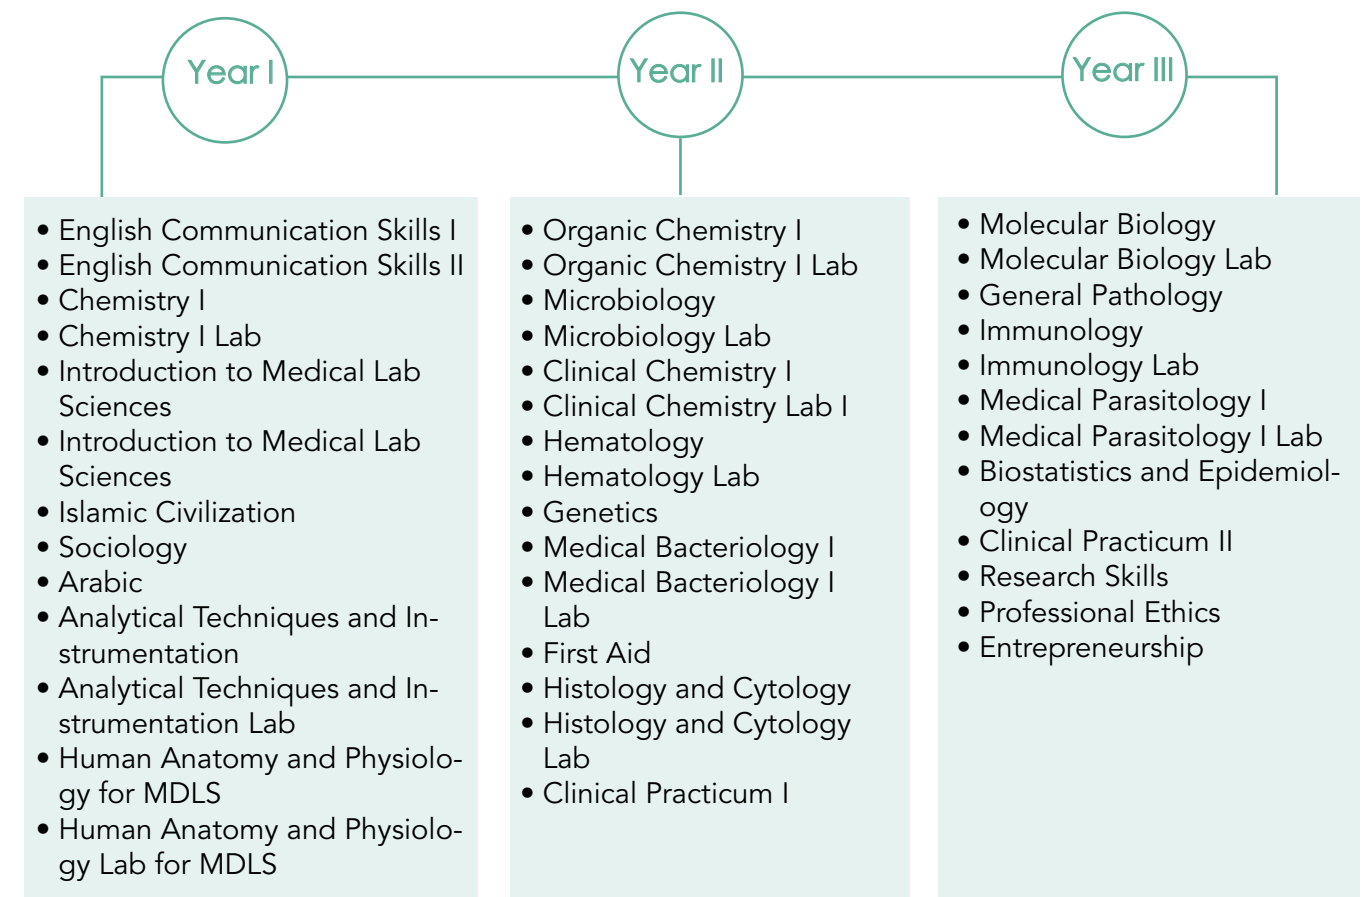 Year I
Year II
Year III
• English Communication Skills I
• English Communication Skills II
• Chemistry I
• Chemistry I Lab
• Introduction to Medical Lab
Sciences
• Introduction to Medical Lab
Sciences
• Islamic Civilization
• Sociology
• Arabic
• Analytical Techniques and In-
strumentation
• Analytical Techniques and In-
strumentation Lab
• Human Anatomy and Physiolo-
gy for MDLS
• Human Anatomy and Physiolo-
gy Lab for MDLS
• Organic Chemistry I
• Organic Chemistry I Lab
• Microbiology
• Microbiology Lab
• Clinical Chemistry I
• Clinical Chemistry Lab I
• Hematology
• Hematology Lab
• Genetics
• Medical Bacteriology I
• Medical Bacteriology I
Lab
• First Aid
• Histology and Cytology
• Histology and Cytology
Lab
• Clinical Practicum I
• Molecular Biology
• Molecular Biology Lab
• General Pathology
• Immunology
• Immunology Lab
• Medical Parasitology I
• Medical Parasitology I Lab
• Biostatistics and Epidemiol-
ogy
• Clinical Practicum II
• Research Skills
• Professional Ethics
• Entrepreneurship